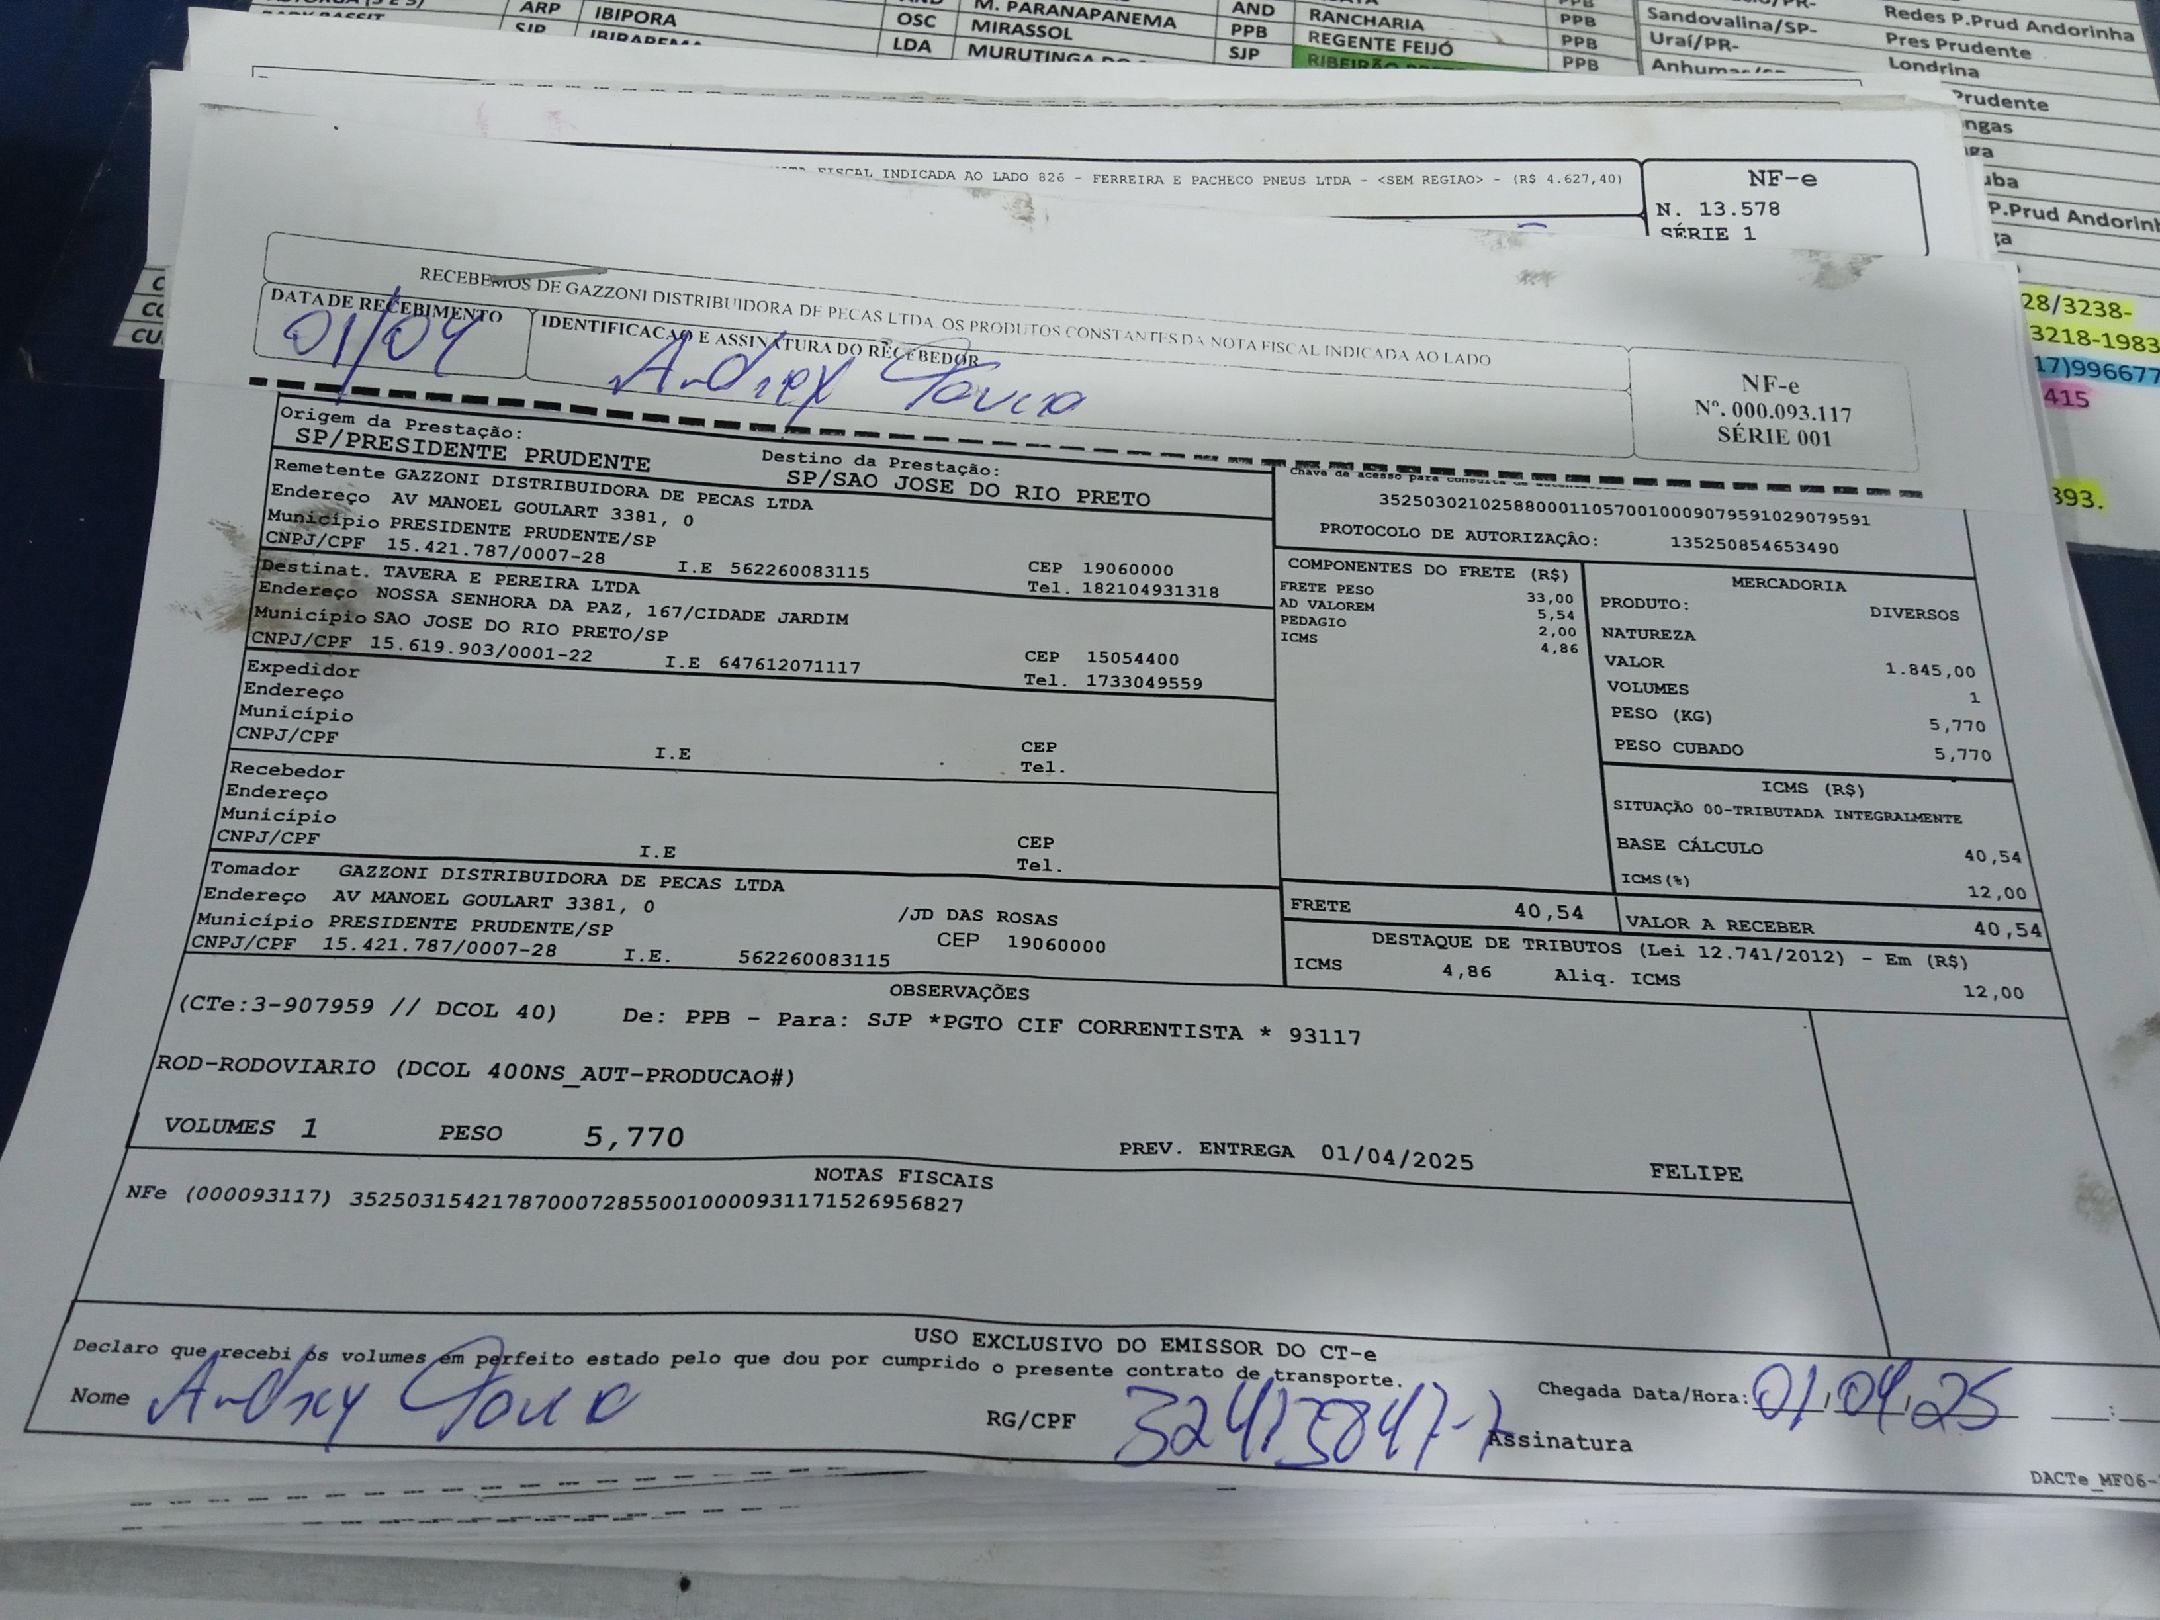 ARP IBIPORA OSC M. PARANAPANEMA AND RANCHARIA PPB Sandovalina/SP- Redes P.Prud Andorinha
SJP IBIRAREMA LDA MIRASSOL PPB REGENTE FEIJÓ PPB Uraí/PR- Pres Prudente
SJP PPB Londrina
Prudente
ngas
P.Prud Andorinh
28/3238-
3218-1983
17)996677
415
393.
FISCAL INDICADA AO LADO 826 - FERREIRA E PACHECO PNEUS LTDA - <SEM REGIAO> - (R$ 4.627,40)
NF-e
N. 13.578
SÉRIE 1
RECEBEMOS DE GAZZONI DISTRIBUIDORA DE PECAS LTDA OS PRODUTOS CONSTANTES DA NOTA FISCAL INDICADA AO LADO
DATA DE RECEBIMENTO
01/04
IDENTIFICACAO E ASSINATURA DO RECEBEDOR
NF-e
Nº. 000.093.117
SÉRIE 001
Origem da Prestação:
SP/PRESIDENTE PRUDENTE
Destino da Prestação:
SP/SAO JOSE DO RIO PRETO
Remetente GAZZONI DISTRIBUIDORA DE PECAS LTDA
Endereço AV MANOEL GOULART 3381, 0
Município PRESIDENTE PRUDENTE/SP CEP 19060000
CNPJ/CPF 15.421.787/0007-28 I.E 562260083115 Tel. 182104931318
Destinat. TAVERA E PEREIRA LTDA
Endereço NOSSA SENHORA DA PAZ, 167/CIDADE JARDIM
Município SAO JOSE DO RIO PRETO/SP CEP 15054400
CNPJ/CPF 15.619.903/0001-22 I.E 647612071117 Tel. 1733049559
Expedidor
Endereço
Município CEP
CNPJ/CPF I.E Tel.
Recebedor
Endereço
Município CEP
CNPJ/CPF I.E Tel.
Tomador GAZZONI DISTRIBUIDORA DE PECAS LTDA
Endereço AV MANOEL GOULART 3381, 0 /JD DAS ROSAS
Município PRESIDENTE PRUDENTE/SP CEP 19060000
CNPJ/CPF 15.421.787/0007-28 I.E. 562260083115
Chave de acesso para consulta de
35250302102588000110570010009079591029079591
PROTOCOLO DE AUTORIZAÇÃO: 135250854653490
COMPONENTES DO FRETE (R$)
FRETE PESO 33,00
AD VALOREM 5,54
PEDAGIO 2,00
ICMS 4,86
MERCADORIA
PRODUTO: DIVERSOS
NATUREZA
VALOR 1.845,00
VOLUMES 1
PESO (KG) 5,770
PESO CUBADO 5,770
ICMS (R$)
SITUAÇÃO 00-TRIBUTADA INTEGRALMENTE
BASE CÁLCULO 40,54
ICMS(%) 12,00
FRETE 40,54 VALOR A RECEBER 40,54
DESTAQUE DE TRIBUTOS (Lei 12.741/2012) - Em (R$)
ICMS 4,86 Aliq. ICMS 12,00
OBSERVAÇÕES
(CTe:3-907959 // DCOL 40) De: PPB - Para: SJP *PGTO CIF CORRENTISTA * 93117
ROD-RODOVIARIO (DCOL 400NS_AUT-PRODUCAO#)
VOLUMES 1 PESO 5,770 PREV. ENTREGA 01/04/2025 FELIPE
NOTAS FISCAIS
NFe (000093117) 35250315421787000728550010000931171526956827
USO EXCLUSIVO DO EMISSOR DO CT-e
Declaro que recebi os volumes em perfeito estado pelo que dou por cumprido o presente contrato de transporte.
Nome RG/CPF Assinatura
Chegada Data/Hora: 01/04/25 :
DACTe_MF06-